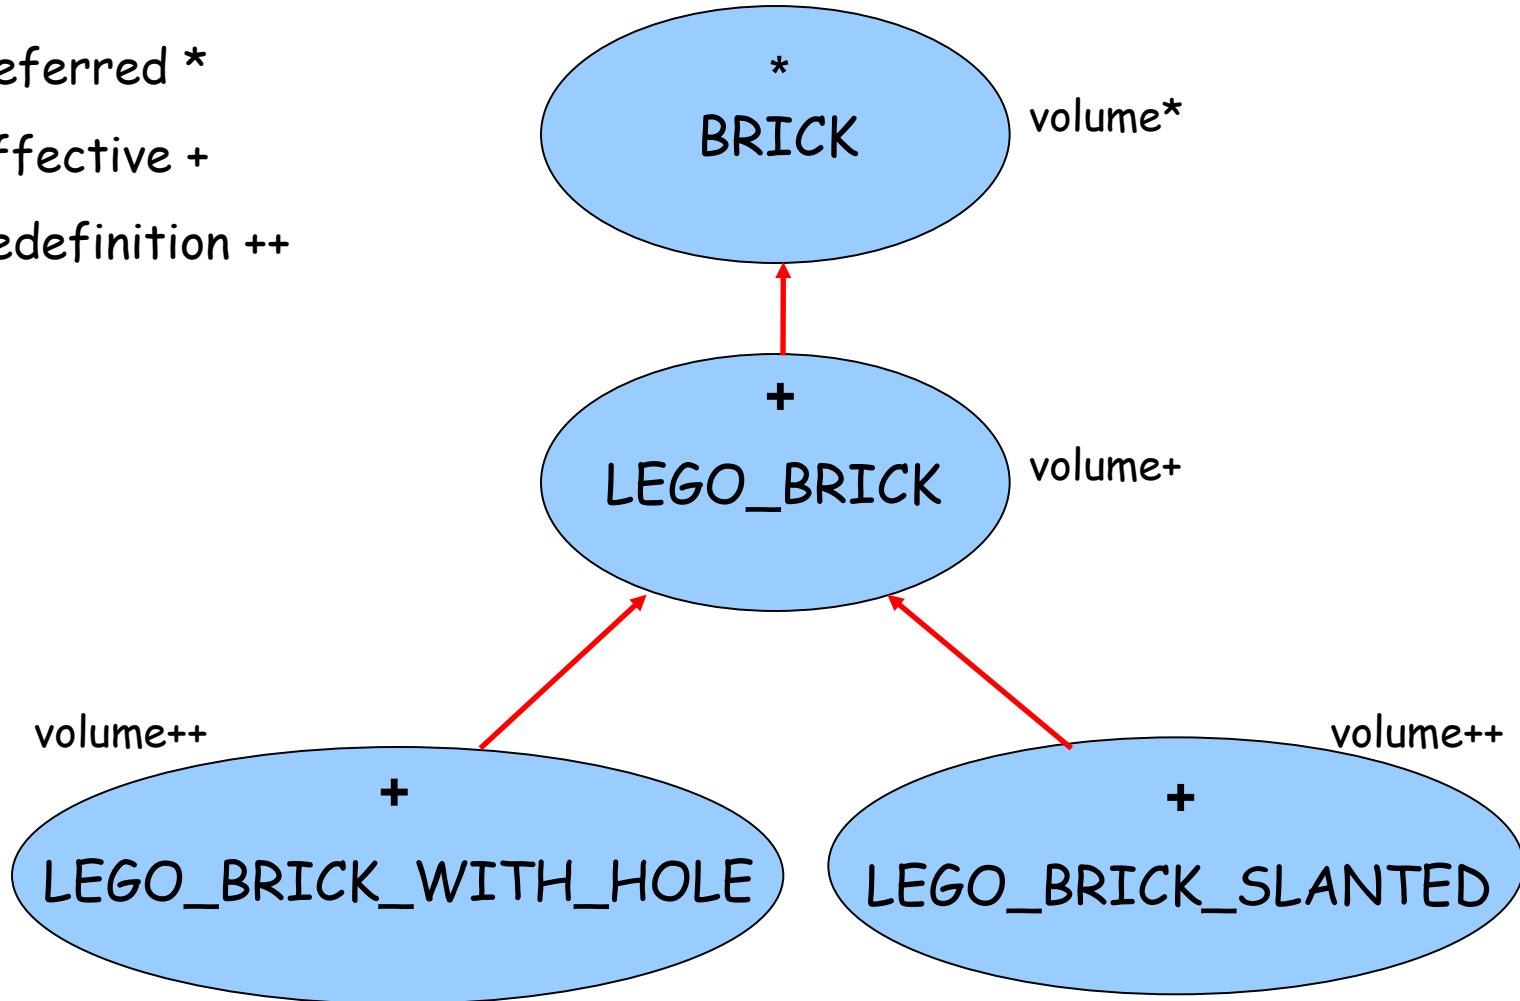 eferred *
ffective +
edefinition ++
*
BRICK
volume*
+
LEGO_BRICK
volume+
volume++
+
LEGO_BRICK_WITH_HOLE
volume++
+
LEGO_BRICK_SLANTED